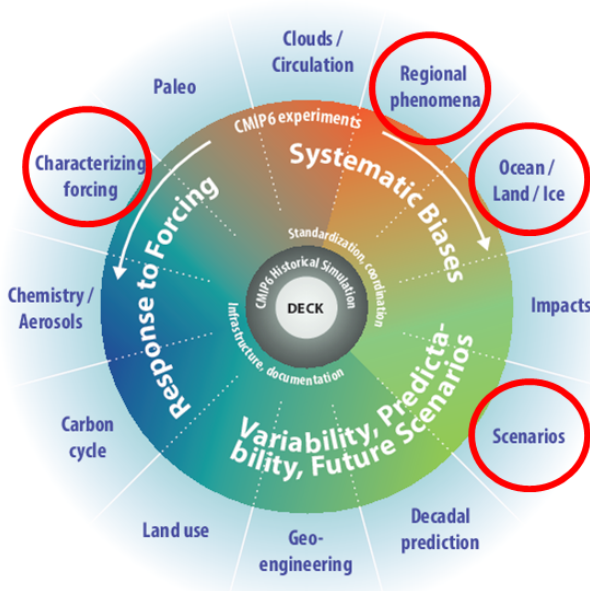 Clouds /
Circulation
Regional
phenomena
Ocean /
Land / Ice
Impacts
Scenarios
Decadal
prediction
Geo-
engineering
Land use
Carbon
cycle
Chemistry /
Aerosols
Characterizing
forcing
Paleo
CMIP6 experiments
Systematic Biases
Response to Forcing
Variability, Predicta-
bility, Future Scenarios
Standardization, coordination
Infrastructure, documentation
CMIP6 Historical Simulation
DECK